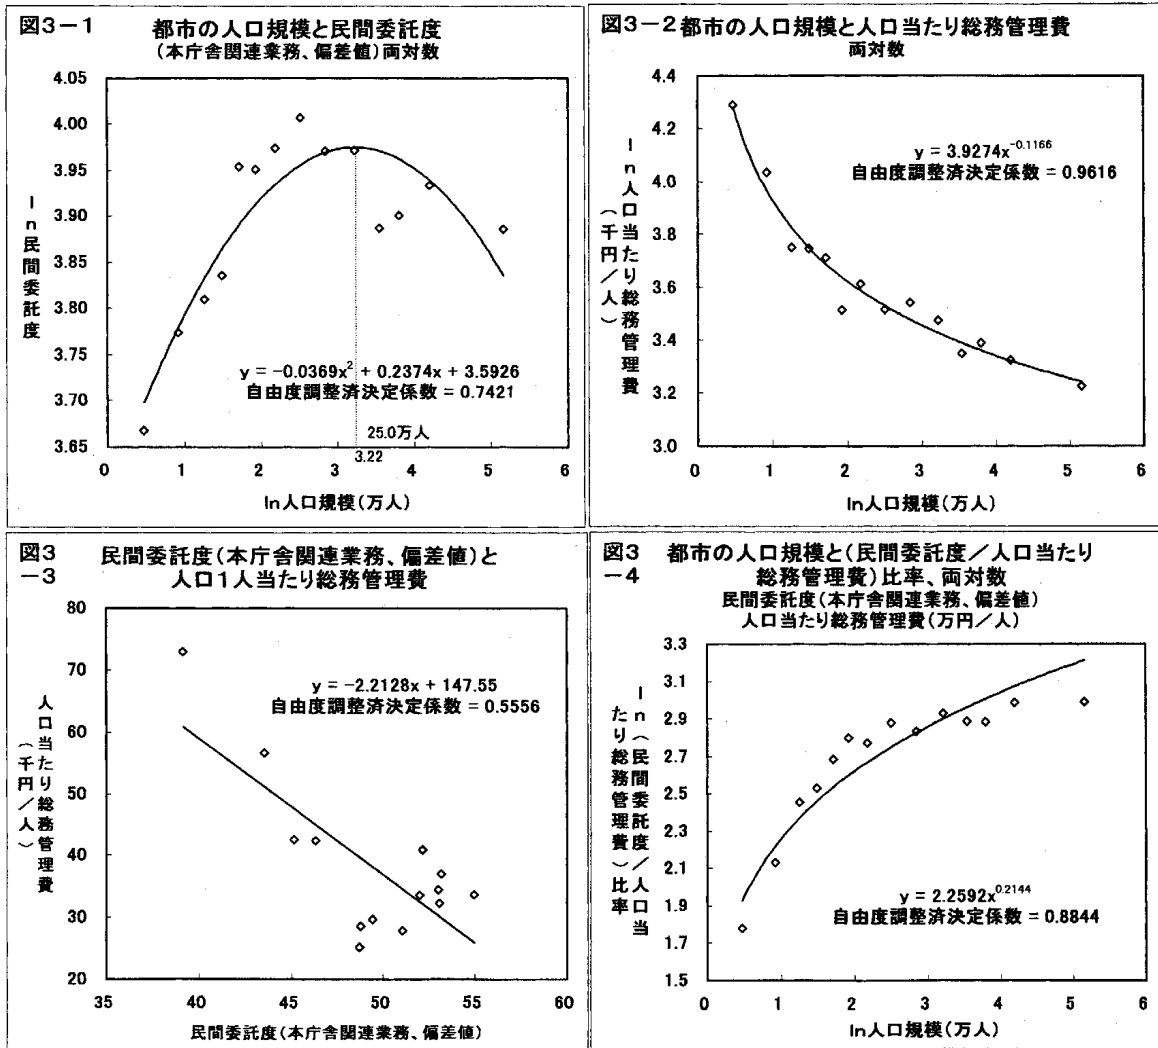 図3-1
都市の人口規模と民間委託度
(本庁舎関連業務、偏差値)両対数
4.05
4.00
3.95
3.90
3.85
3.80
3.75
3.70
3.65
ln民間委託度
y = -0.0369x² + 0.2374x + 3.5926
自由度調整済決定係数 = 0.7421
25.0万人
3.22
0 1 2 3 4 5 6
ln人口規模(万人)
図3-2 都市の人口規模と人口当たり総務管理費
両対数
4.4
4.2
4.0
3.8
3.6
3.4
3.2
3.0
ln人口当たり総務管理費
(千円/人)
y = 3.9274x^-0.1166
自由度調整済決定係数 = 0.9616
0 1 2 3 4 5 6
ln人口規模(万人)
図3
-3
民間委託度(本庁舎関連業務、偏差値)と
人口1人当たり総務管理費
80
70
60
50
40
30
20
人口当たり総務管理費
(千円/人)
y = -2.2128x + 147.55
自由度調整済決定係数 = 0.5556
35 40 45 50 55 60
民間委託度(本庁舎関連業務、偏差値)
図3
-4
都市の人口規模と(民間委託度/人口当たり
総務管理費)比率、両対数
民間委託度(本庁舎関連業務、偏差値)
人口当たり総務管理費(万円/人)
3.3
3.1
2.9
2.7
2.5
2.3
2.1
1.9
1.7
1.5
ln(民間委託度/人口当
たり総務管理費)比率
y = 2.2592x^0.2144
自由度調整済決定係数 = 0.8844
0 1 2 3 4 5 6
ln人口規模(万人)